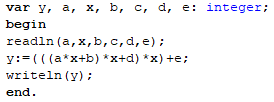 var y, a, x, b, c, d, e: integer;
begin
readln(a,x,b,c,d,e);
y:=(((a*x+b)*x+d)*x)+e;
writeln(y);
end.